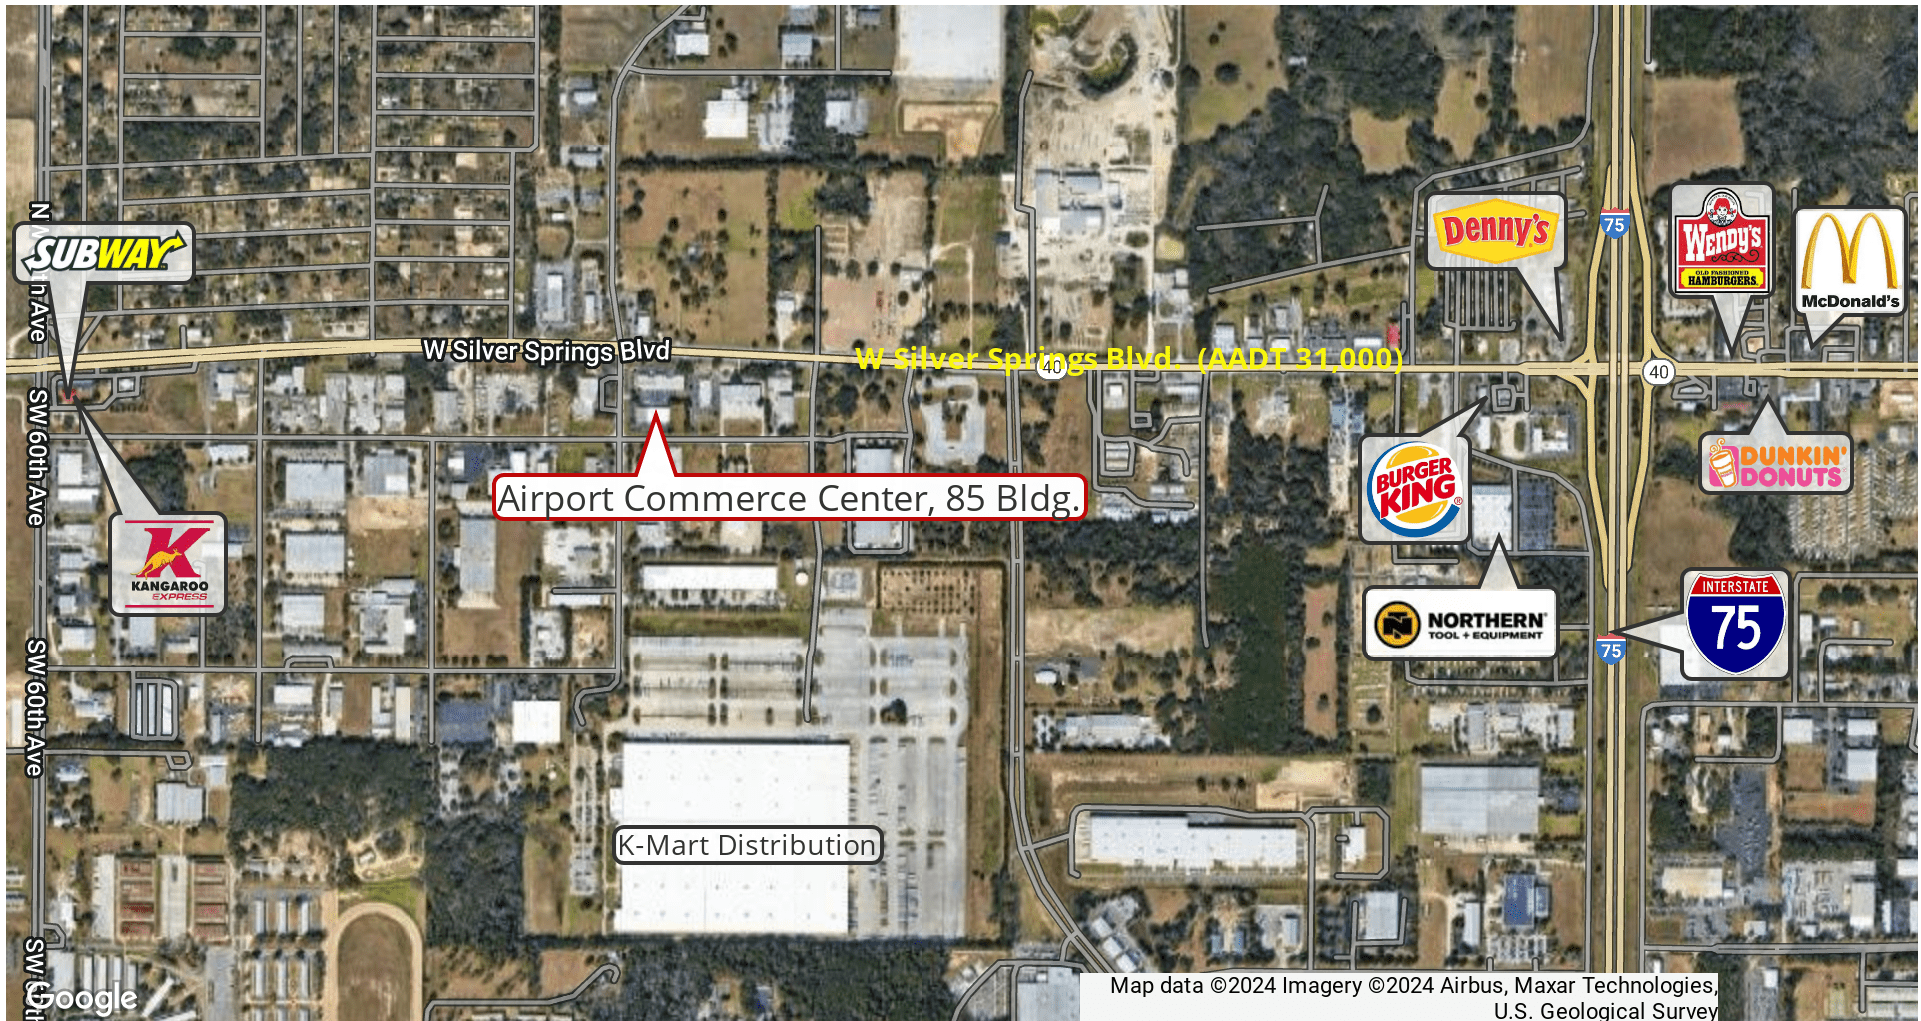 SUBWAY
W Silver Springs Blvd
W Silver Springs Blvd. (AADT 31,000)
40
Denny's
75
WENDY'S
OLD FASHIONED
HAMBURGERS.
McDonald's
40
SW 60th Ave
Airport Commerce Center, 85 Bldg.
BURGER
KING®
DUNKIN'
DONUTS
K
KANGAROO
EXPRESS
N
NORTHERN
TOOL + EQUIPMENT
75
INTERSTATE
75
SW 60th Ave
K-Mart Distribution
Google
Map data ©2024 Imagery ©2024 Airbus, Maxar Technologies,
U.S. Geological Survey